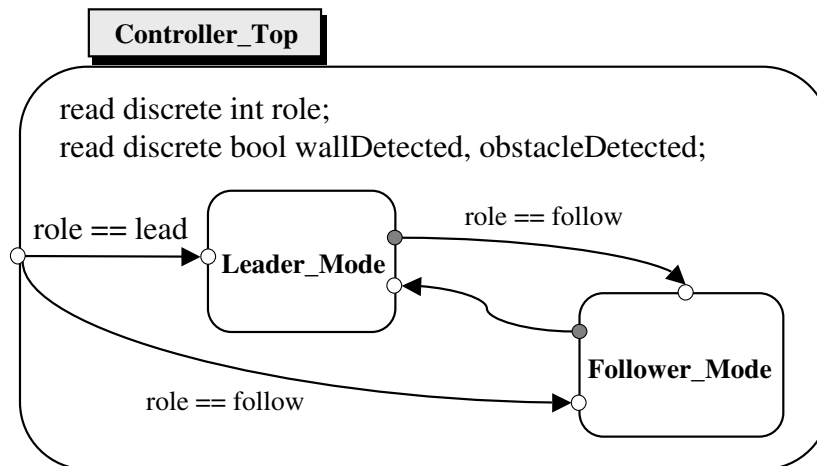 Controller_Top
read discrete int role;
read discrete bool wallDetected, obstacleDetected;
role == lead
role == follow
Leader_Mode
Follower_Mode
role == follow